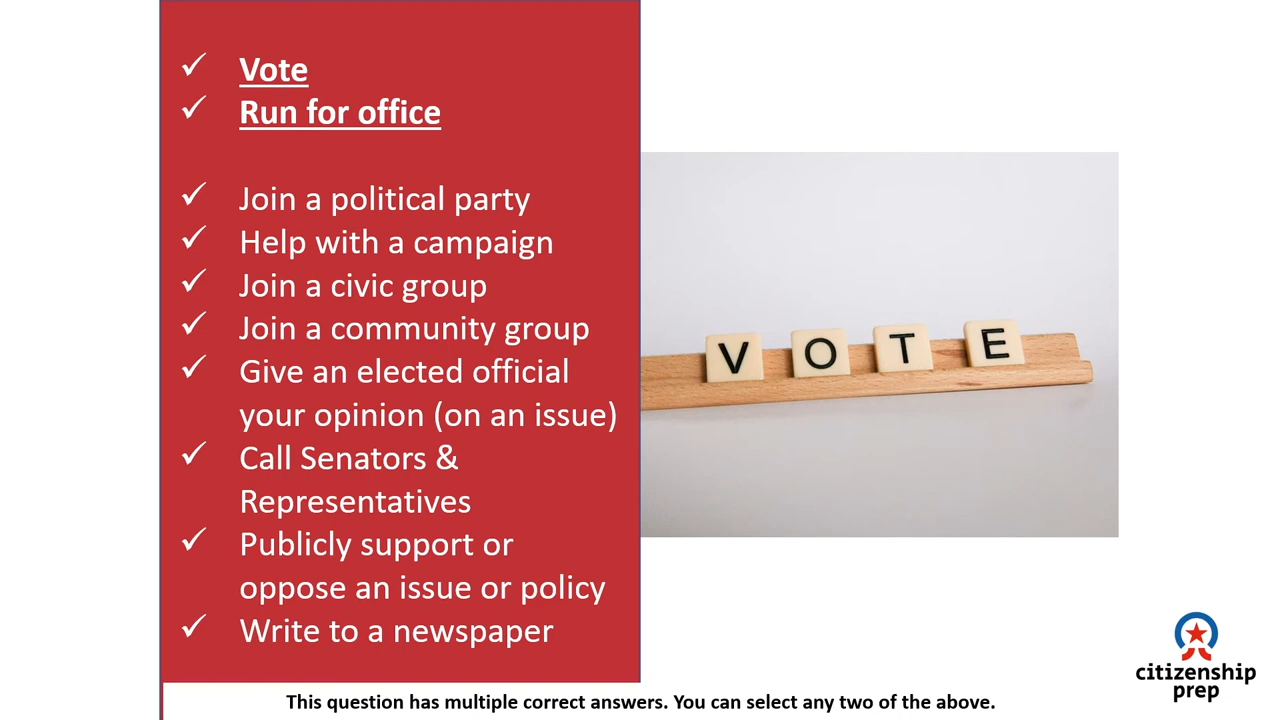 ✓ Vote
✓ Run for office
✓ Join a political party
✓ Help with a campaign
✓ Join a civic group
✓ Join a community group
✓ Give an elected official
your opinion (on an issue)
✓ Call Senators &
Representatives
✓ Publicly support or
oppose an issue or policy
✓ Write to a newspaper
VOTE
citizenship
prep
This question has multiple correct answers. You can select any two of the above.